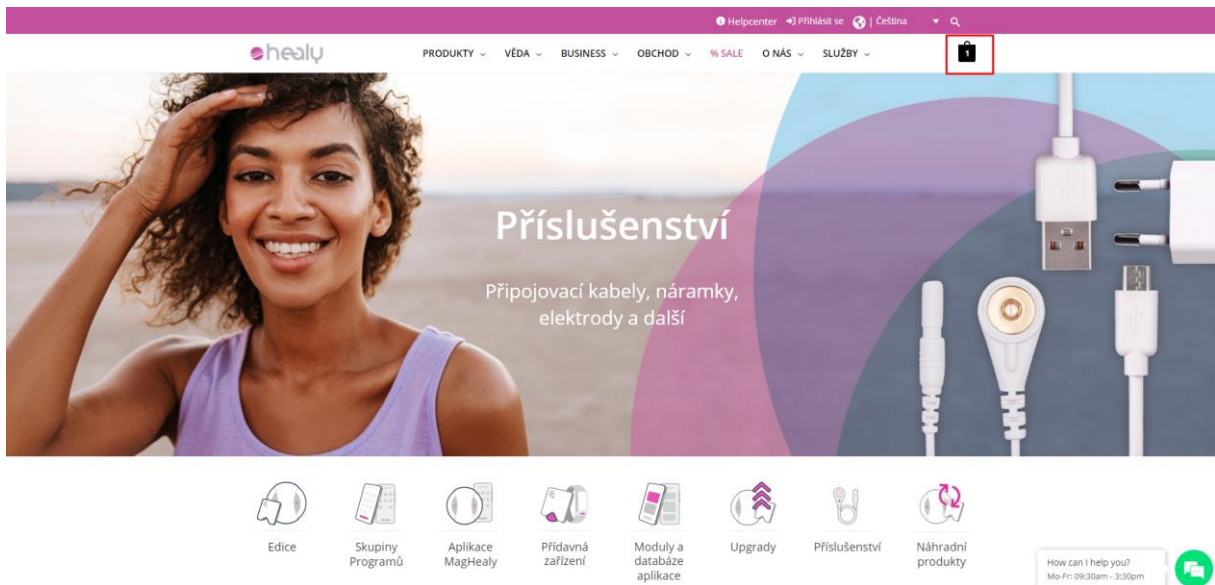 Helpcenter Přihlásit se | Čeština
healy PRODUKTY VĚDA BUSINESS OBCHOD % SALE O NÁS SLUŽBY 1
Příslušenství
Připojovací kabely, náramky,
elektrody a další
Edice Skupiny Aplikace Přídavná Moduly a Upgrady Příslušenství Náhradní
Programů MagHealy zařízení databáze produkty
aplikace
How can I help you?
Mo-Fr: 09:30am - 3:30pm